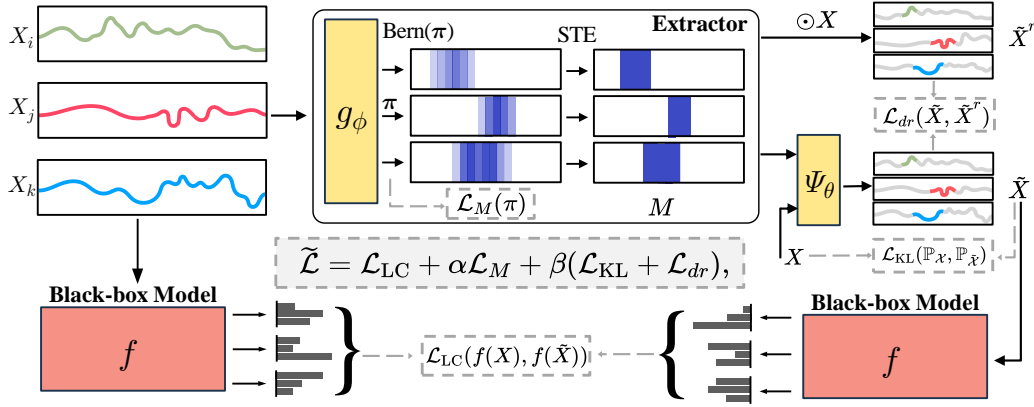 X_i
X_j
X_k
g_ϕ
Bern(π)
π
STE
Extractor
M
L_M(π)
⊙X
X̃^r
L_dr(X̃, X̃^r)
Ψ_θ
X̃
X
L_KL(P_X, P_X̃)
L̃ = L_LC + αL_M + β(L_KL + L_dr),
Black-box Model
f
L_LC(f(X), f(X̃))
Black-box Model
f